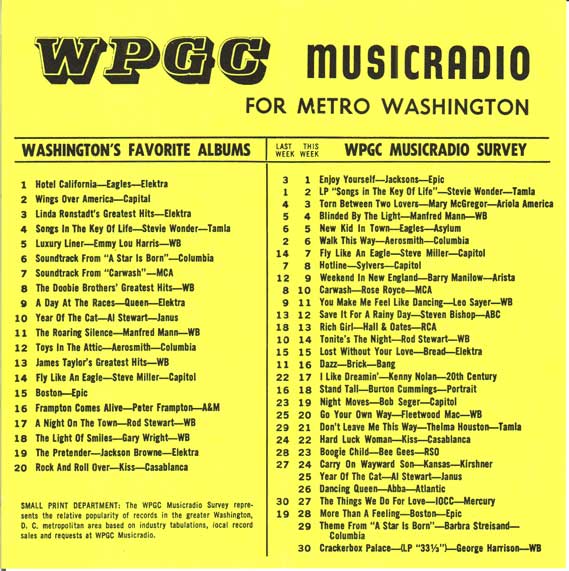 WPGC MUSICRADIO
FOR METRO WASHINGTON
WASHINGTON'S FAVORITE ALBUMS
1 Hotel California—Eagles—Elektra
2 Wings Over America—Capital
3 Linda Ronstadt's Greatest Hits—Elektra
4 Songs In The Key Of Life—Stevie Wonder—Tamla
5 Luxury Liner—Emmy Lou Harris—WB
6 Soundtrack From "A Star Is Born"—Columbia
7 Soundtrack From "Carwash"—MCA
8 The Doobie Brothers' Greatest Hits—WB
9 A Day At The Races—Queen—Elektra
10 Year Of The Cat—Al Stewart—Janus
11 The Roaring Silence—Manfred Mann—WB
12 Toys In The Attic—Aerosmith—Columbia
13 James Taylor's Greatest Hits—WB
14 Fly Like An Eagle—Steve Miller—Capitol
15 Boston—Epic
16 Frampton Comes Alive—Peter Frampton—A&M
17 A Night On The Town—Rod Stewart—WB
18 The Light Of Smiles—Gary Wright—WB
19 The Pretender—Jackson Browne—Elektra
20 Rock And Roll Over—Kiss—Casablanca
SMALL PRINT DEPARTMENT: The WPGC Musicradio Survey repre-
sents the relative popularity of records in the greater Washington,
D. C. metropolitan area based on industry tabulations, local record
sales and requests at WPGC Musicradio.
LAST THIS
WEEK WEEK
WPGC MUSICRADIO SURVEY
3 1 Enjoy Yourself—Jacksons—Epic
1 2 LP "Songs in The Key Of Life"—Stevie Wonder—Tamla
4 3 Torn Between Two Lovers—Mary McGregor—Ariola America
5 4 Blinded By The Light—Manfred Mann—WB
6 5 New Kid In Town—Eagles—Asylum
2 6 Walk This Way—Aerosmith—Columbia
14 7 Fly Like An Eagle—Steve Miller—Capitol
7 8 Hotline—Sylvers—Capitol
12 9 Weekend In New England—Barry Manilow—Arista
8 10 Carwash—Rose Royce—MCA
9 11 You Make Me Feel Like Dancing—Leo Sayer—WB
13 12 Save It For A Rainy Day—Steven Bishop—ABC
18 13 Rich Girl—Hall & Oates—RCA
10 14 Tonite's The Night—Rod Stewart—WB
15 15 Lost Without Your Love—Bread—Elektra
11 16 Dazz—Brick—Bang
22 17 I Like Dreamin'—Kenny Nolan—20th Century
16 18 Stand Tall—Burton Cummings—Portrait
23 19 Night Moves—Bob Seger—Capitol
25 20 Go Your Own Way—Fleetwood Mac—WB
29 21 Don't Leave Me This Way—Thelma Houston—Tamla
24 22 Hard Luck Woman—Kiss—Casablanca
28 23 Boogie Child—Bee Gees—RSO
27 24 Carry On Wayward Son—Kansas—Kirshner
25 Year Of The Cat—Al Stewart—Janus
26 Dancing Queen—Abba—Atlantic
30 27 The Things We Do For Love—IOCC—Mercury
19 28 More Than A Feeling—Boston—Epic
29 Theme From "A Star Is Born"—Barbra Streisand—
Columbia
30 Crackerbox Palace—(LP "33⅓")—George Harrison—WB